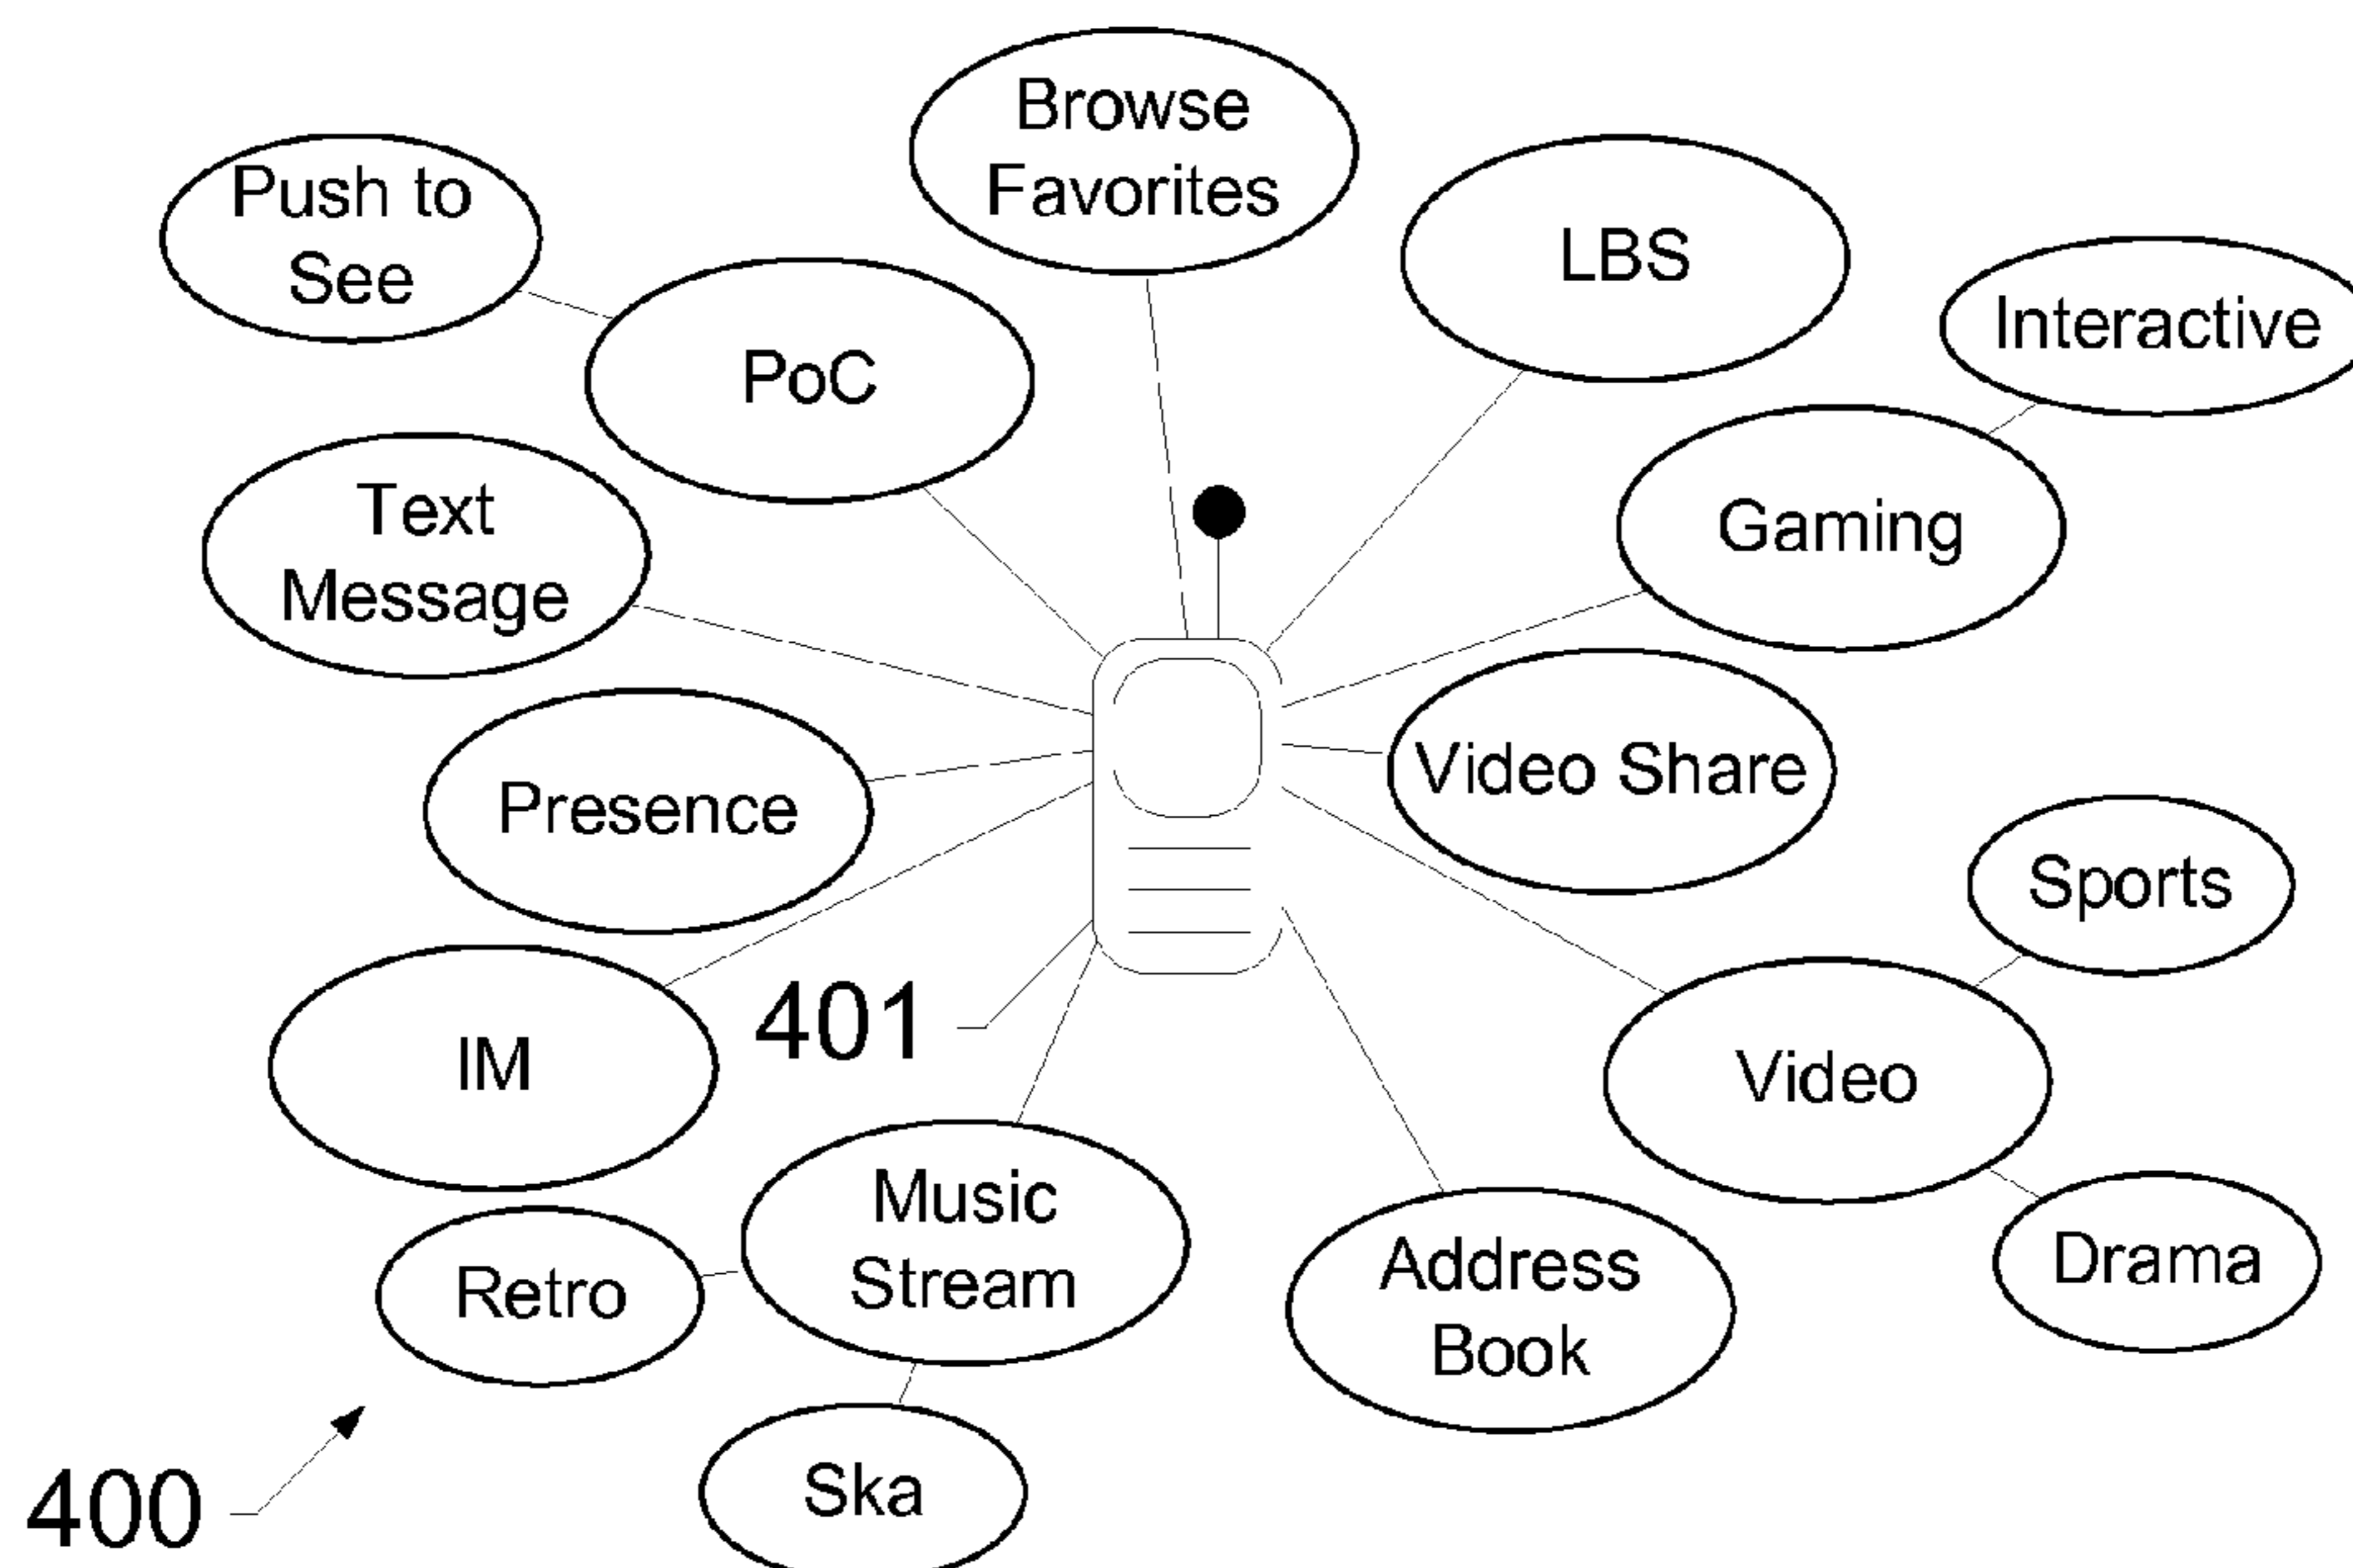 Browse
Favorites
Push to
See
LBS
Interactive
PoC
Text
Message
Gaming
Video Share
Presence
Sports
401
IM
Video
Music
Stream
Retro
Address
Book
Drama
Ska
400